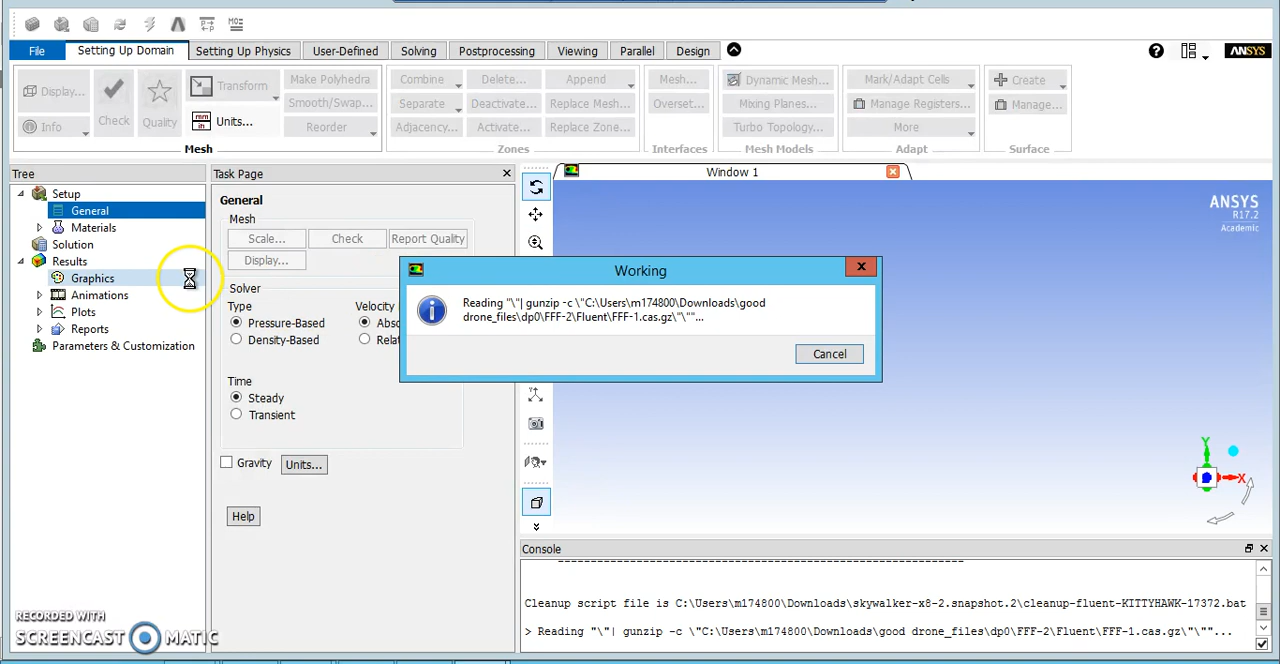 File
Setting Up Domain
Setting Up Physics
User-Defined
Solving
Postprocessing
Viewing
Parallel
Design
ANSYS
Display...
Info
Check
Quality
Transform
Units...
Make Polyhedra
Smooth/Swap...
Reorder
Mesh
Combine
Separate
Adjacency...
Delete...
Deactivate...
Activate...
Append
Replace Mesh...
Replace Zone...
Zones
Mesh...
Overset...
Interfaces
Dynamic Mesh...
Mixing Planes...
Turbo Topology...
Mesh Models
Mark/Adapt Cells
Manage Registers...
More
Adapt
Create
Manage...
Surface
Tree
Setup
General
Materials
Solution
Results
Graphics
Animations
Plots
Reports
Parameters & Customization
Task Page
General
Mesh
Scale...
Check
Report Quality
Display...
Solver
Type
Pressure-Based
Density-Based
Velocity
Abs
Rela
Time
Steady
Transient
Gravity
Units...
Help
Window 1
ANSYS
R17.2
Academic
Working
Reading "\"| gunzip -c \"C:\Users\m174800\Downloads\good
drone_files\dp0\FFF-2\Fluent\FFF-1.cas.gz\"\""...
Cancel
Y
X
Console
Cleanup script file is C:\Users\m174800\Downloads\skywalker-x8-2.snapshot.2\cleanup-fluent-KITTYHAWK-17372.bat
> Reading "\"| gunzip -c \"C:\Users\m174800\Downloads\good drone_files\dp0\FFF-2\Fluent\FFF-1.cas.gz\"\""...
RECORDED WITH
SCREENCAST MATIC